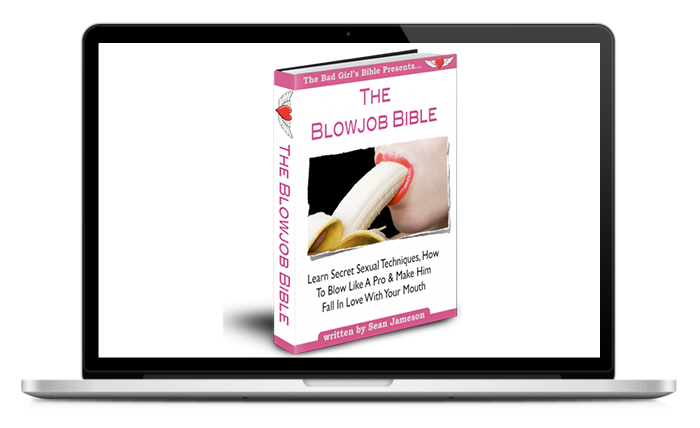 The Bad Girl's Bible Presents...
THE
BLOWJOB BIBLE
THE BLOWJOB BIBLE
Learn Secret Sexual Techniques, How
To Blow Like A Pro & Make Him
Fall In Love With Your Mouth
written by Sean Jameson